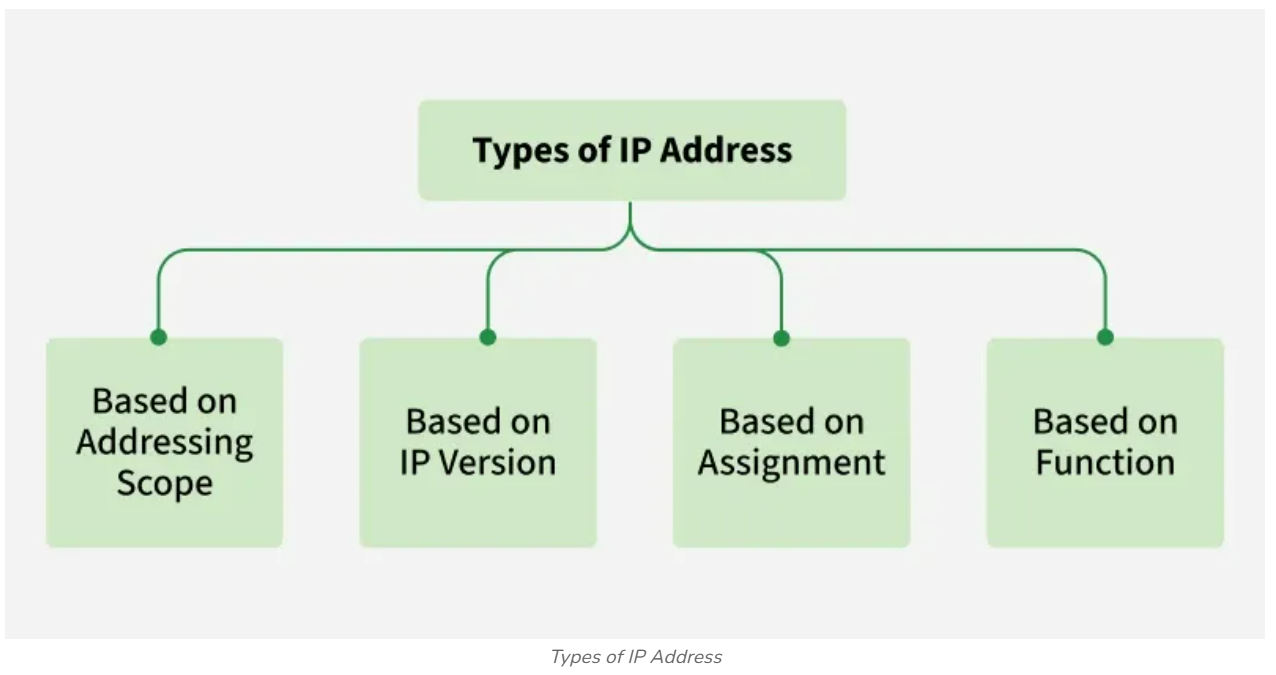 Types of IP Address
Based on
Addressing
Scope
Based on
IP Version
Based on
Assignment
Based on
Function
Types of IP Address